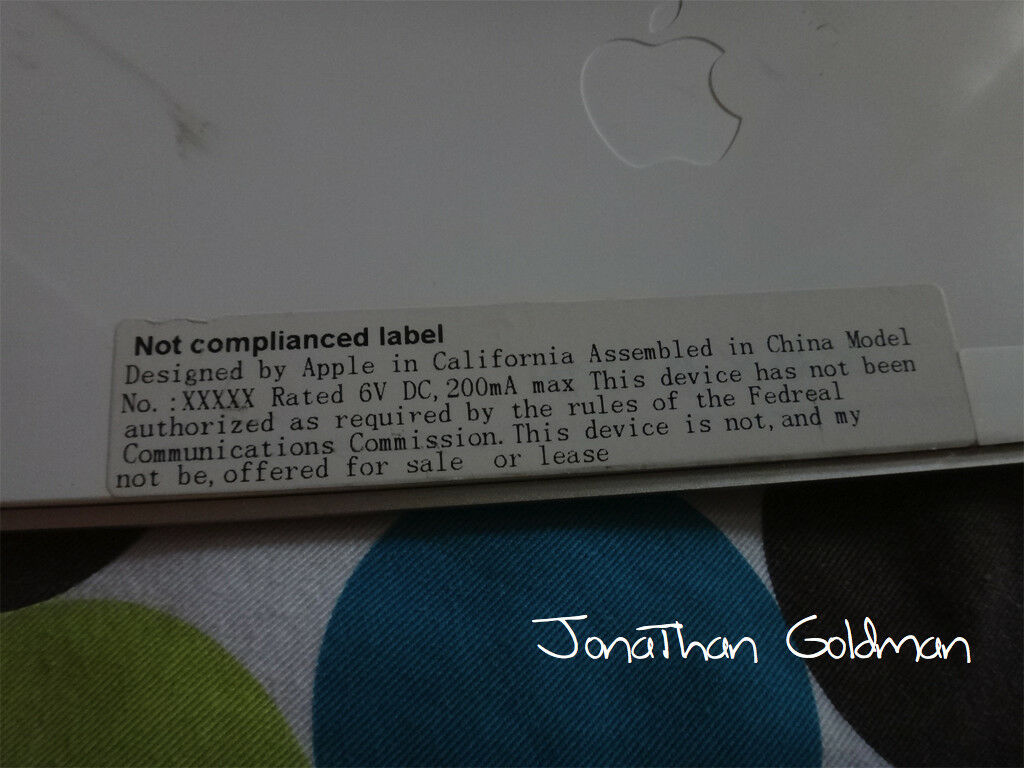 Not complianced label
Designed by Apple in California Assembled in China Model
No. :XXXXX Rated 6V DC, 200mA max This device has not been
authorized as required by the rules of the Fedreal
Communications Commission. This device is not, and my
not be, offered for sale or lease
JonaThan Goldman